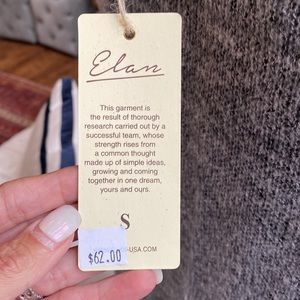 Elan
This garment is
the result of thorough
research carried out by a
successful team, whose
strength rises from
a common thought
made up of simple ideas,
growing and coming
together in one dream,
yours and ours.
S
-USA.COM
$62.00